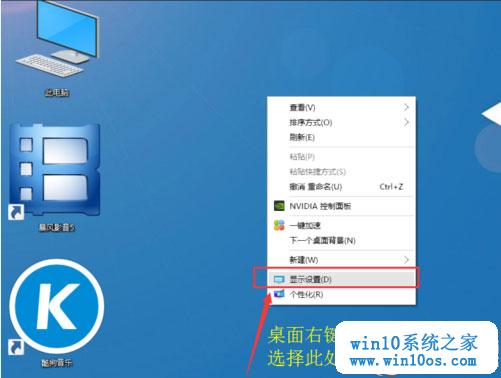 此电脑
暴风影音5
K
酷狗音乐
查看(V)
排序方式(O)
刷新(E)
粘贴(P)
粘贴快捷方式(S)
撤消 重命名(U) Ctrl+Z
NVIDIA 控制面板
一键加速
下一个桌面背景(N)
新建(W)
显示设置(D)
个性化(R)
桌面右键
选择此处
win10系统之家
www.win10os.com